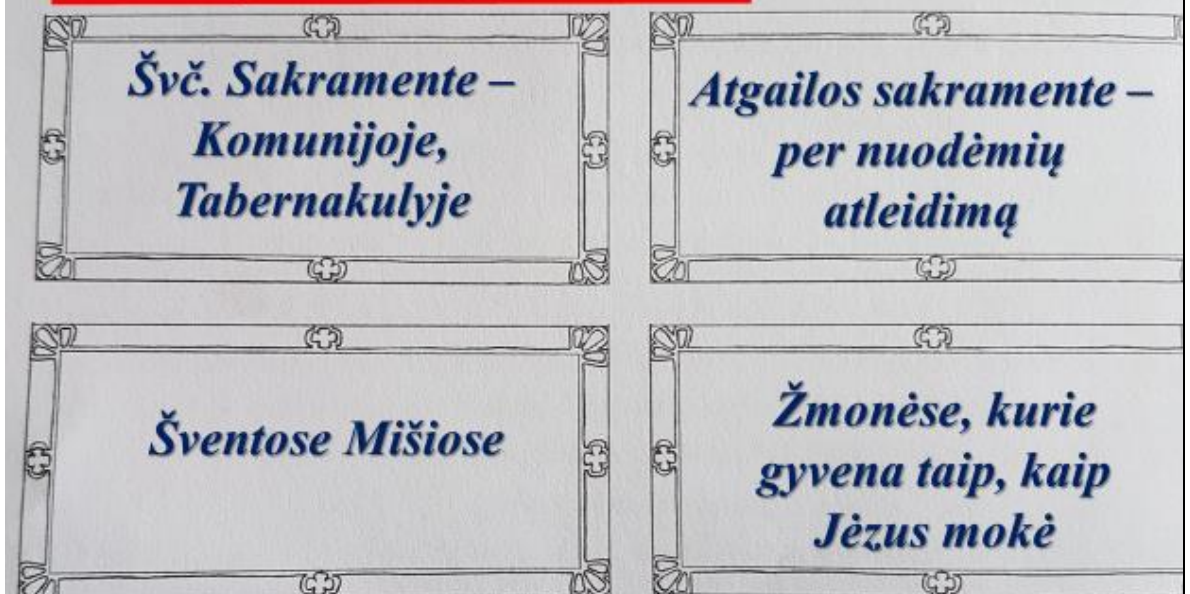 Švč. Sakramente –
Komunijoje,
Tabernakulyje
Atgailos sakramente –
per nuodėmių
atleidimą
Šventose Mišiose
Žmonėse, kurie
gyvena taip, kaip
Jėzus mokė